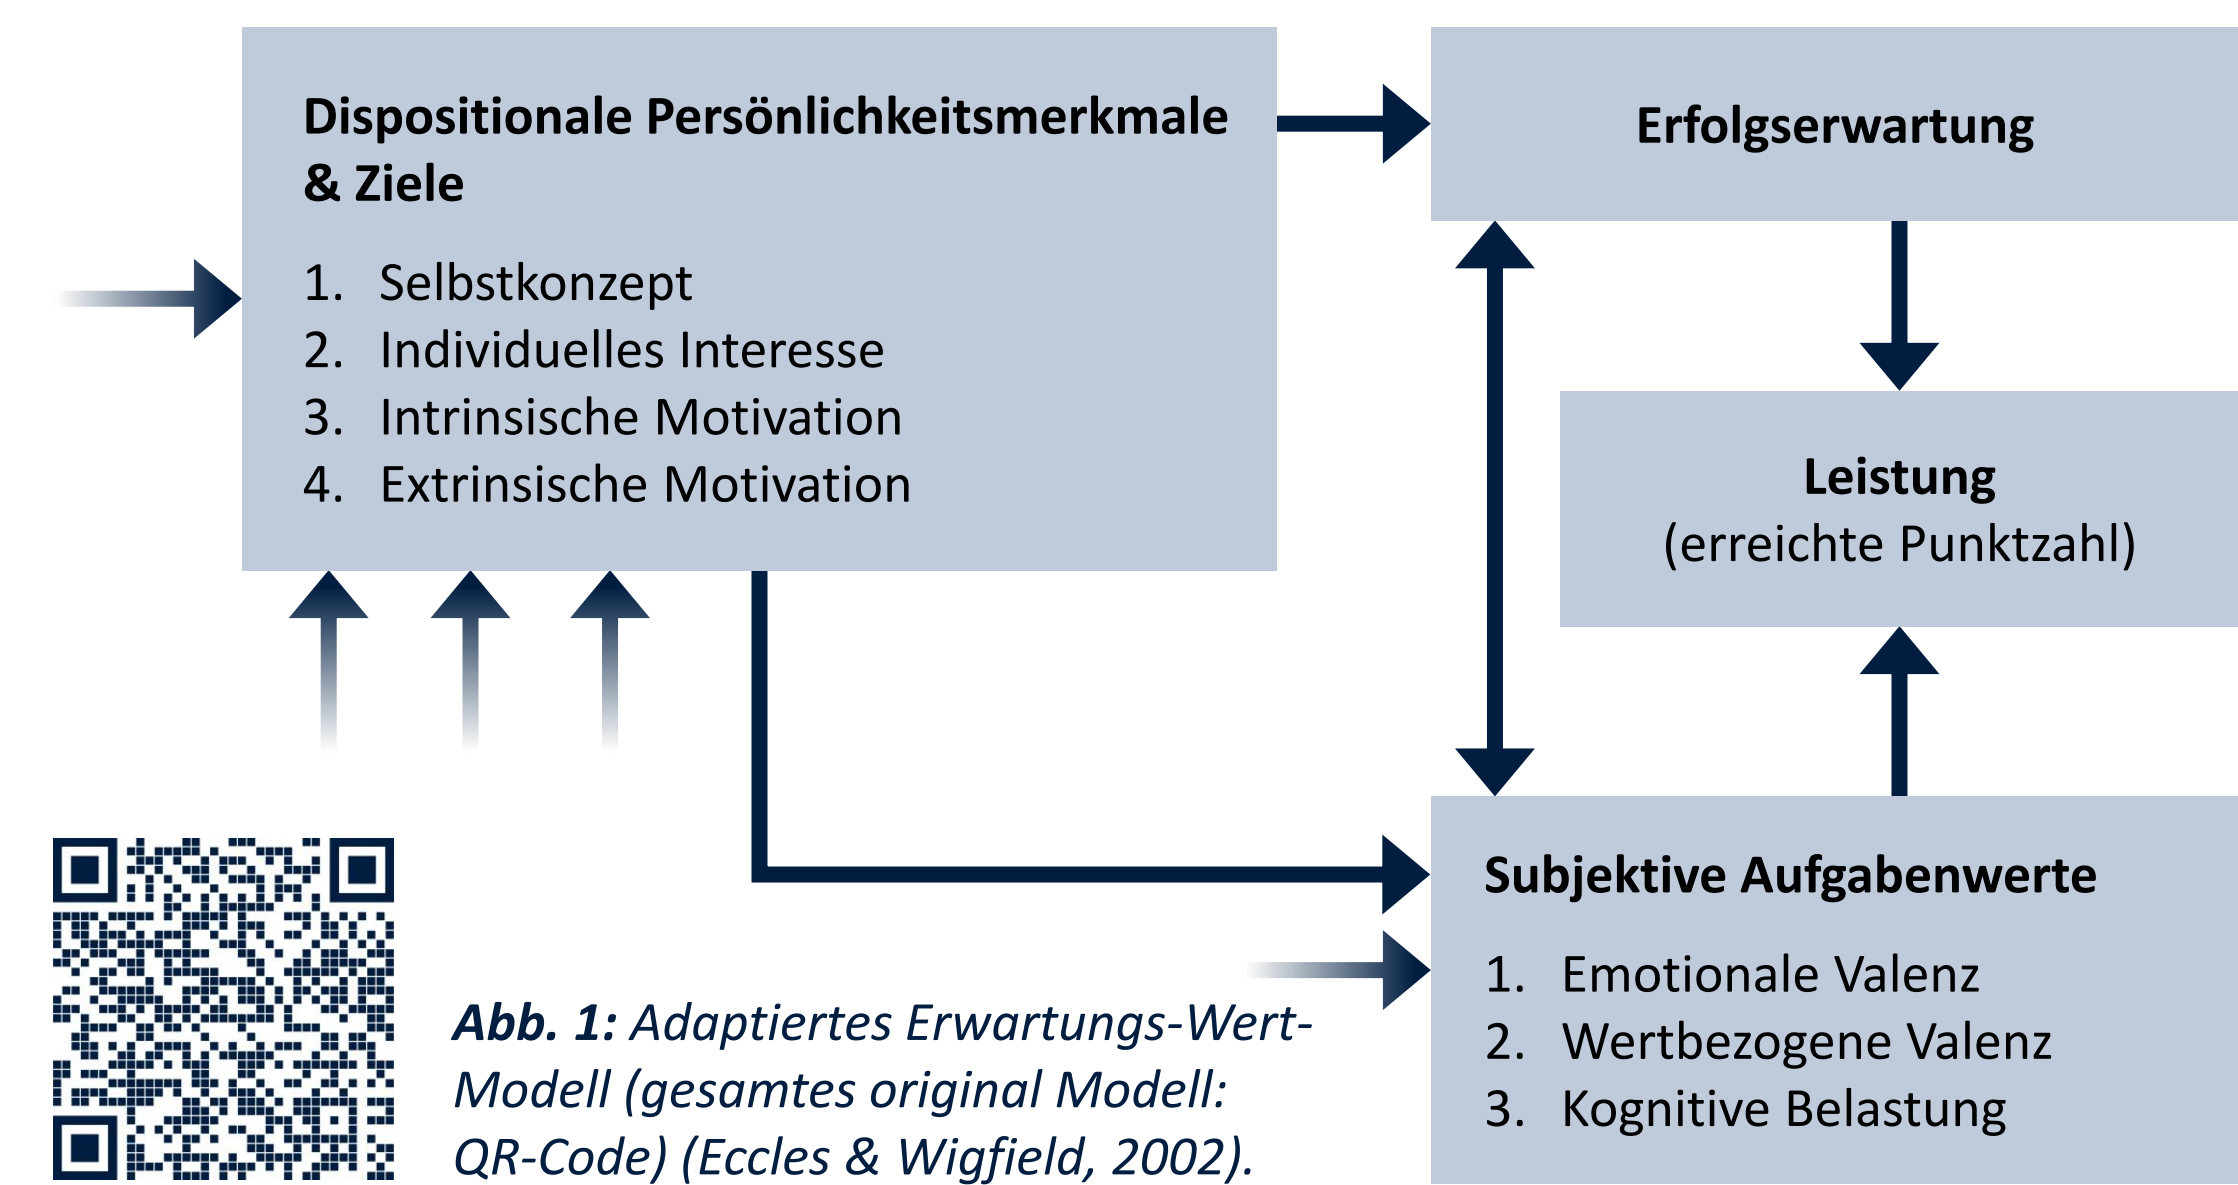 Dispositionale Persönlichkeitsmerkmale
& Ziele
1. Selbstkonzept
2. Individuelles Interesse
3. Intrinsische Motivation
4. Extrinsische Motivation
Erfolgserwartung
Leistung
(erreichte Punktzahl)
Subjektive Aufgabenwerte
1. Emotionale Valenz
2. Wertbezogene Valenz
3. Kognitive Belastung
Abb. 1: Adaptiertes Erwartungs-Wert-
Modell (gesamtes original Modell:
QR-Code) (Eccles & Wigfield, 2002).